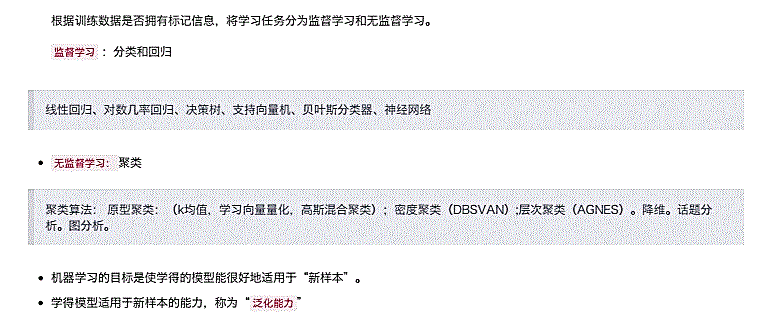 根据训练数据是否拥有标记信息，将学习任务分为监督学习和无监督学习。
监督学习 ：分类和回归
线性回归、对数几率回归、决策树、支持向量机、贝叶斯分类器、神经网络
• 无监督学习: 聚类
聚类算法： 原型聚类：（k均值，学习向量量化，高斯混合聚类）；密度聚类（DBSVAN）;层次聚类（AGNES）。降维。话题分
析。图分析。
• 机器学习的目标是使学得的模型能很好地适用于“新样本”。
• 学得模型适用于新样本的能力，称为“ 泛化能力 ”